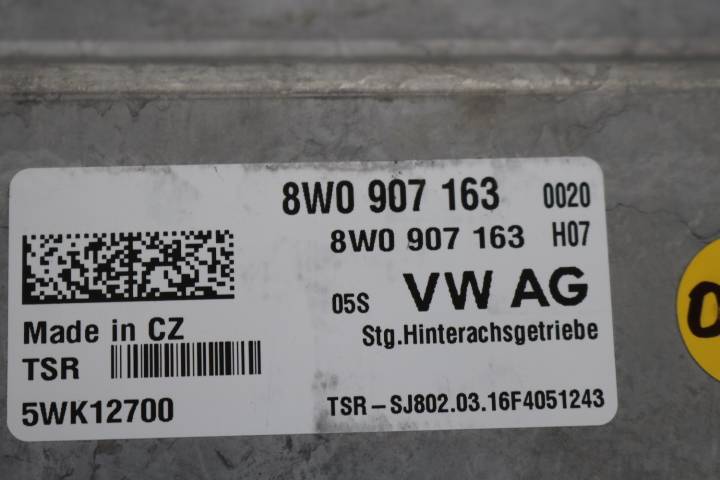 8W0 907 163 0020
8W0 907 163 H07
05S VW AG
Made in CZ
Stg.Hinterachsgetriebe
TSR
5WK12700
TSR-SJ802.03.16F4051243